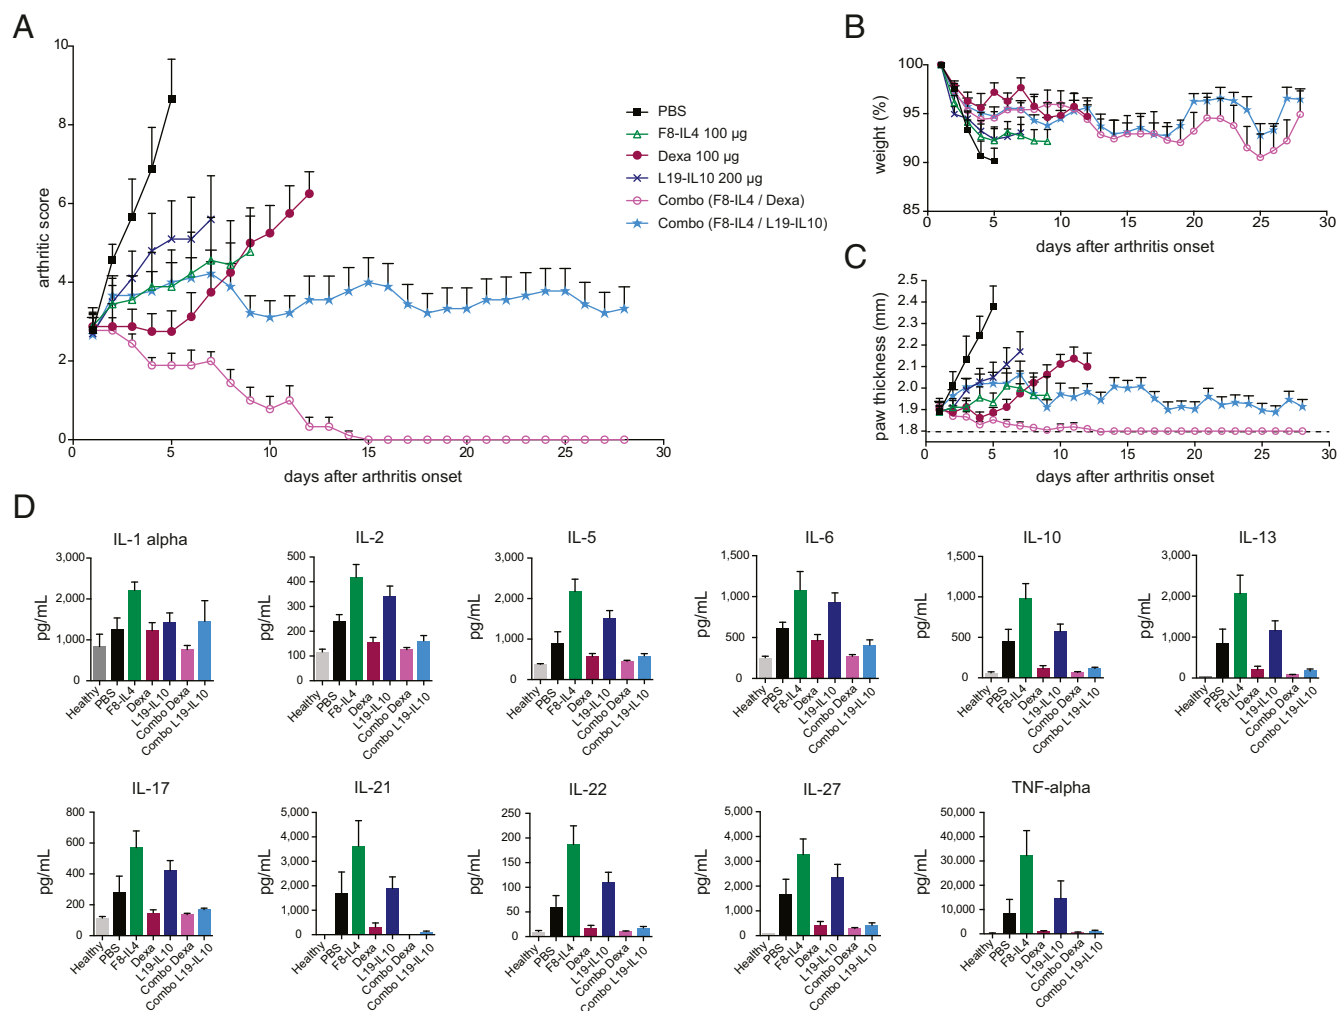 A
10
8
6
4
2
0
arthritic score
0 5 10 15 20 25 30
days after arthritis onset
PBS
F8-IL4 100 µg
Dexa 100 µg
L19-IL10 200 µg
Combo (F8-IL4 / Dexa)
Combo (F8-IL4 / L19-IL10)
B
100
95
90
85
weight (%)
0 5 10 15 20 25 30
days after arthritis onset
C
2.5
2.4
2.3
2.2
2.1
2.0
1.9
1.8
paw thickness (mm)
0 5 10 15 20 25 30
days after arthritis onset
D
IL-1 alpha
3,000
2,000
1,000
0
pg/mL
Healthy
PBS
F8-IL4
Dexa
L19-IL10
Combo Dexa
Combo L19-IL10
IL-2
500
400
300
200
100
0
pg/mL
Healthy
PBS
F8-IL4
Dexa
L19-IL10
Combo Dexa
Combo L19-IL10
IL-5
3,000
2,000
1,000
0
pg/mL
Healthy
PBS
F8-IL4
Dexa
L19-IL10
Combo Dexa
Combo L19-IL10
IL-6
1,500
1,000
500
0
pg/mL
Healthy
PBS
F8-IL4
Dexa
L19-IL10
Combo Dexa
Combo L19-IL10
IL-10
1,500
1,000
500
0
pg/mL
Healthy
PBS
F8-IL4
Dexa
L19-IL10
Combo Dexa
Combo L19-IL10
IL-13
3,000
2,000
1,000
0
pg/mL
Healthy
PBS
F8-IL4
Dexa
L19-IL10
Combo Dexa
Combo L19-IL10
IL-17
800
600
400
200
0
pg/mL
Healthy
PBS
F8-IL4
Dexa
L19-IL10
Combo Dexa
Combo L19-IL10
IL-21
5,000
4,000
3,000
2,000
1,000
0
pg/mL
Healthy
PBS
F8-IL4
Dexa
L19-IL10
Combo Dexa
Combo L19-IL10
IL-22
250
200
150
100
50
0
pg/mL
Healthy
PBS
F8-IL4
Dexa
L19-IL10
Combo Dexa
Combo L19-IL10
IL-27
5,000
4,000
3,000
2,000
1,000
0
pg/mL
Healthy
PBS
F8-IL4
Dexa
L19-IL10
Combo Dexa
Combo L19-IL10
TNF-alpha
50,000
40,000
30,000
20,000
10,000
0
pg/mL
Healthy
PBS
F8-IL4
Dexa
L19-IL10
Combo Dexa
Combo L19-IL10